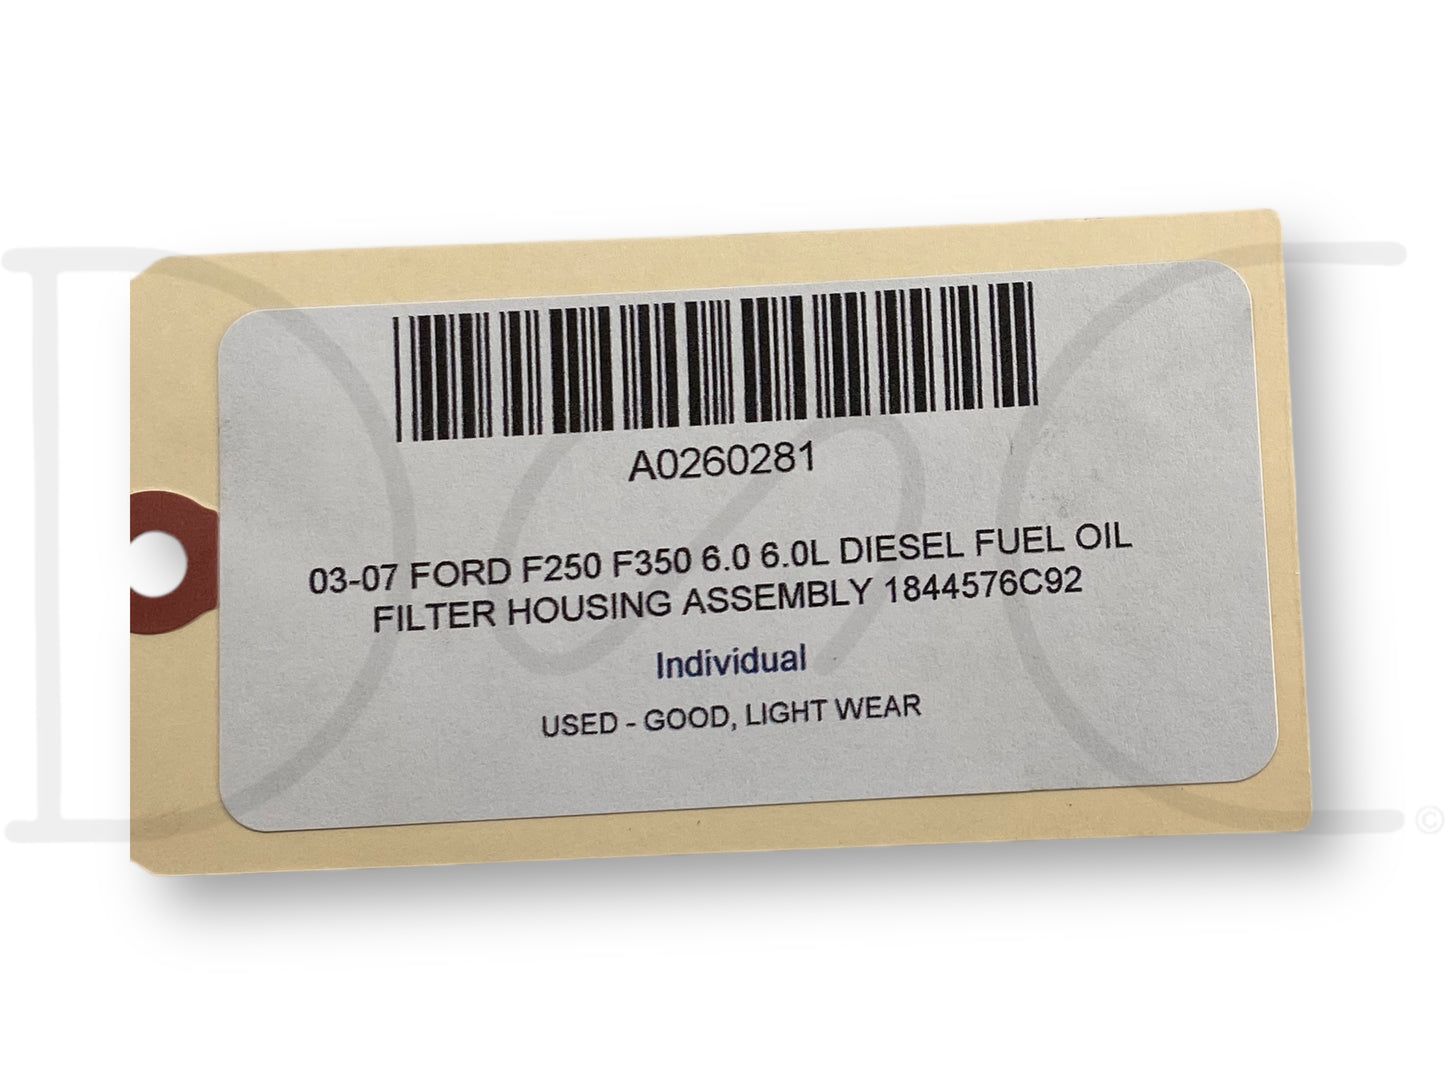 A0260281
03-07 FORD F250 F350 6.0 6.0L DIESEL FUEL OIL
FILTER HOUSING ASSEMBLY 1844576C92
Individual
USED - GOOD, LIGHT WEAR
©